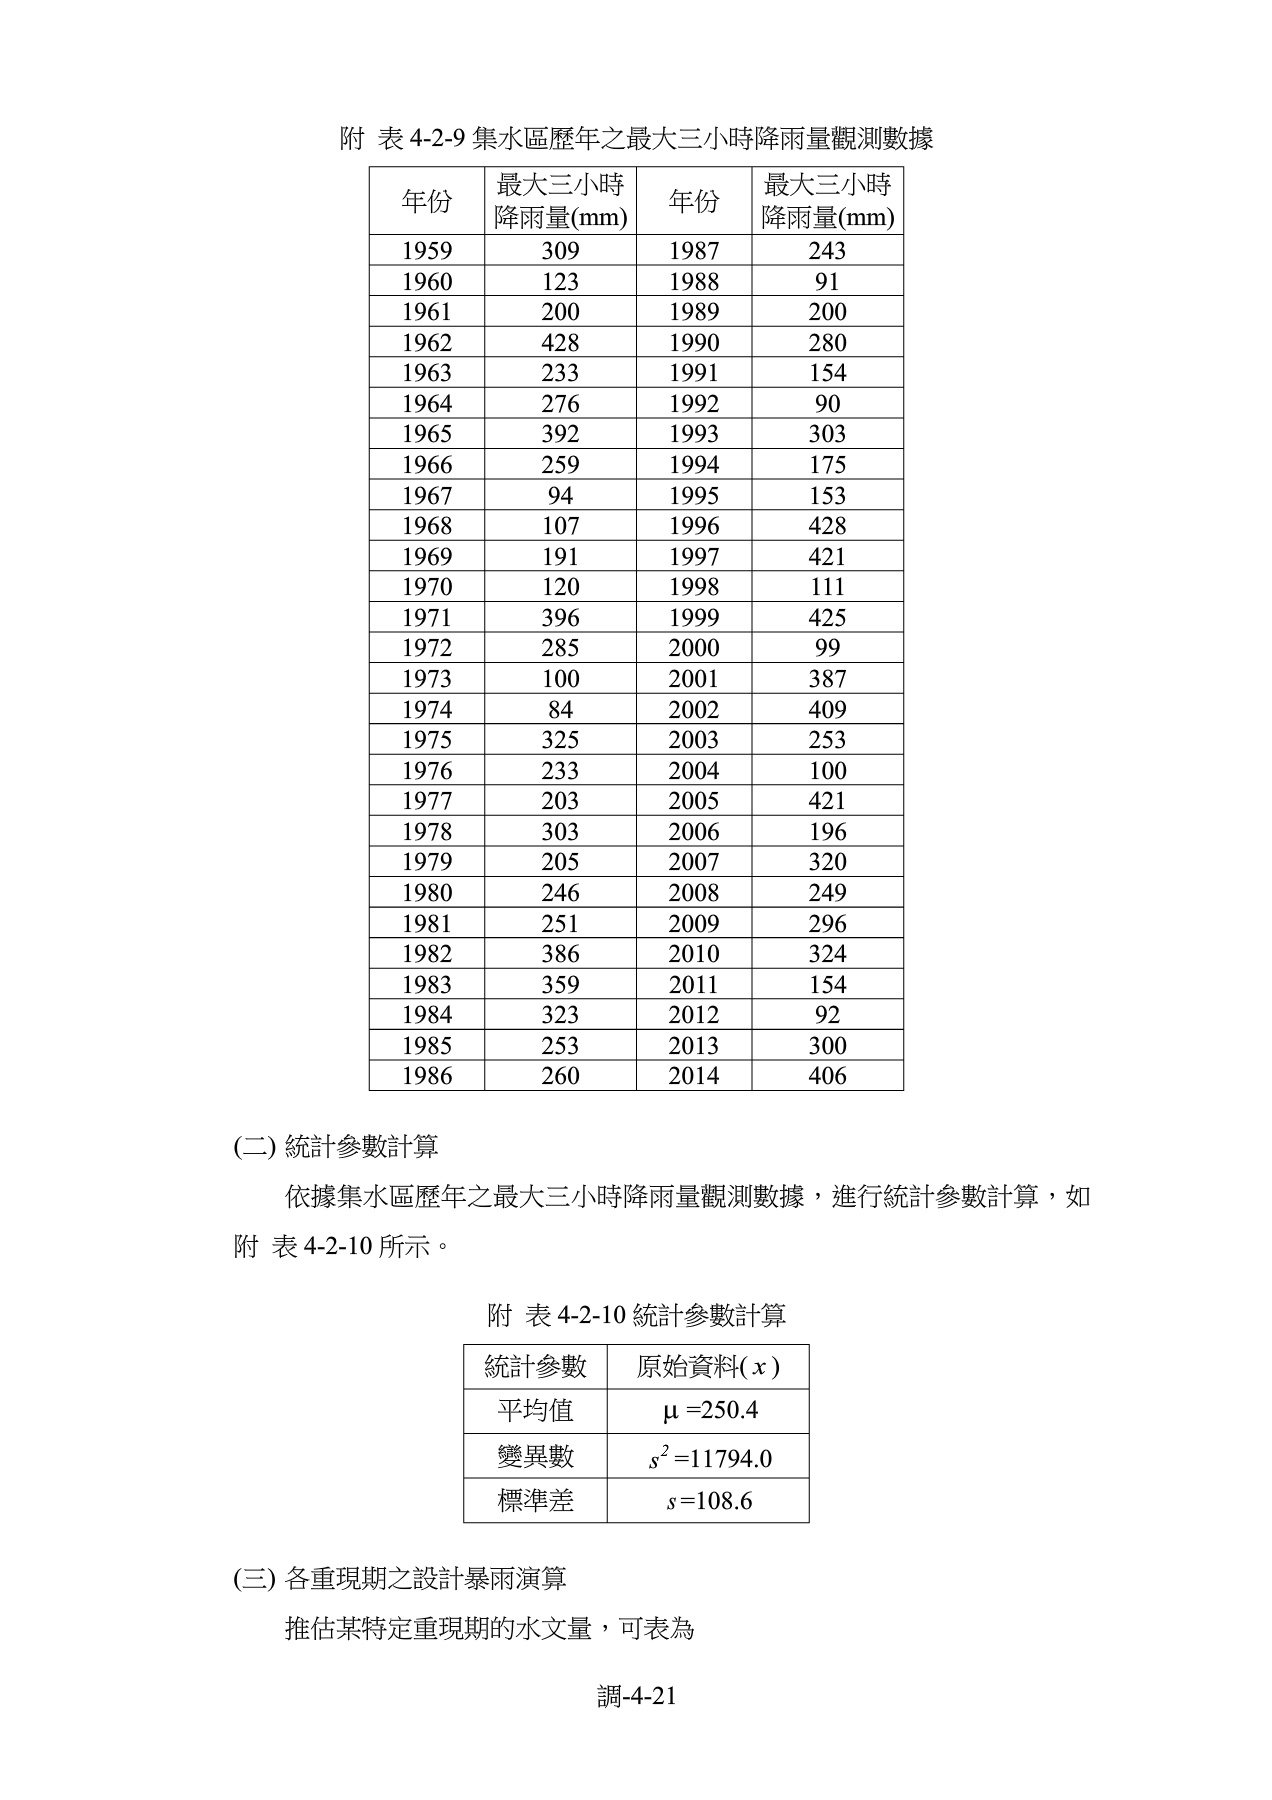 附 表 4-2-9 集水區歷年之最大三小時降雨量觀測數據
年份 最大三小時降雨量(mm) 年份 最大三小時降雨量(mm)
1959 309 1987 243
1960 123 1988 91
1961 200 1989 200
1962 428 1990 280
1963 233 1991 154
1964 276 1992 90
1965 392 1993 303
1966 259 1994 175
1967 94 1995 153
1968 107 1996 428
1969 191 1997 421
1970 120 1998 111
1971 396 1999 425
1972 285 2000 99
1973 100 2001 387
1974 84 2002 409
1975 325 2003 253
1976 233 2004 100
1977 203 2005 421
1978 303 2006 196
1979 205 2007 320
1980 246 2008 249
1981 251 2009 296
1982 386 2010 324
1983 359 2011 154
1984 323 2012 92
1985 253 2013 300
1986 260 2014 406
(二) 統計參數計算
依據集水區歷年之最大三小時降雨量觀測數據，進行統計參數計算，如
附 表 4-2-10 所示。
附 表 4-2-10 統計參數計算
統計參數 原始資料( x )
平均值 μ =250.4
變異數 s² =11794.0
標準差 s =108.6
(三) 各重現期之設計暴雨演算
推估某特定重現期的水文量，可表為
調-4-21